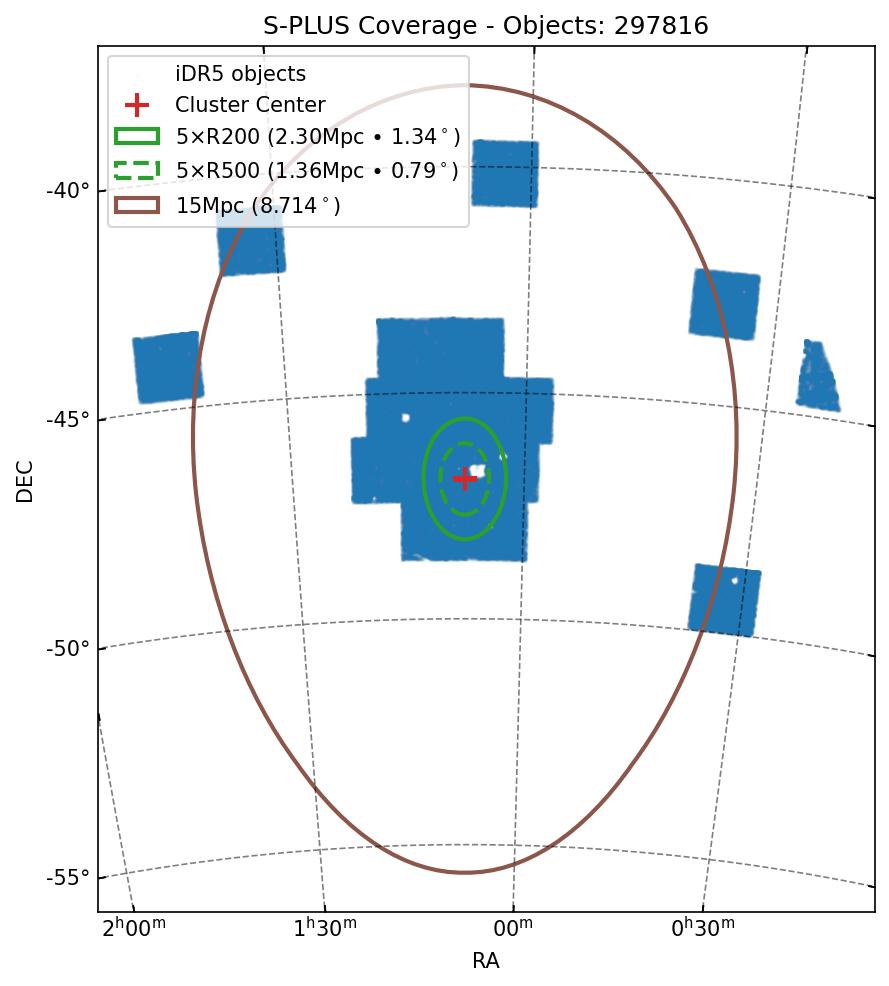 S-PLUS Coverage - Objects: 297816
iDR5 objects
Cluster Center
5×R200 (2.30Mpc • 1.34°)
5×R500 (1.36Mpc • 0.79°)
15Mpc (8.714°)
-40°
-45°
-50°
-55°
DEC
2ʰ00ᵐ 1ʰ30ᵐ 00ᵐ 0ʰ30ᵐ
RA